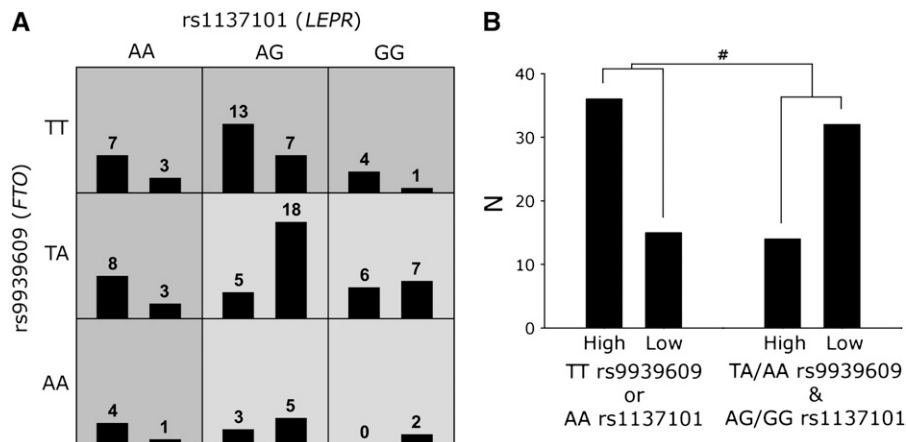 A
rs1137101 (LEPR)
AA AG GG
rs9939609 (FTO)
TT
7 3 13 7 4 1
TA
8 3 5 18 6 7
AA
4 1 3 5 0 2
B
#
N
40
30
20
10
0
High Low High Low
TT rs9939609
or
AA rs1137101
TA/AA rs9939609
&
AG/GG rs1137101